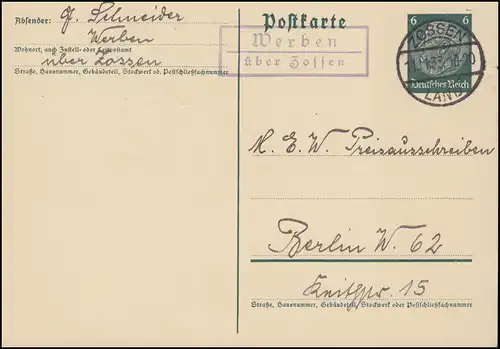 Absender: G. Schneider
Werben
Wohnort, auch Zustell- oder Leitpostamt
über Zossen
Straße, Hausnummer, Gebäudeteil, Stockwerk od. Postschließfachnummer
Postkarte
Werben
über Zossen
6 6
Deutsches Reich
ZOSSEN
LAND
M. E. W. Preisausschreiben
Berlin W. 62
15
Straße, Hausnummer, Gebäudeteil, Stockwerk oder Postschließfachnummer